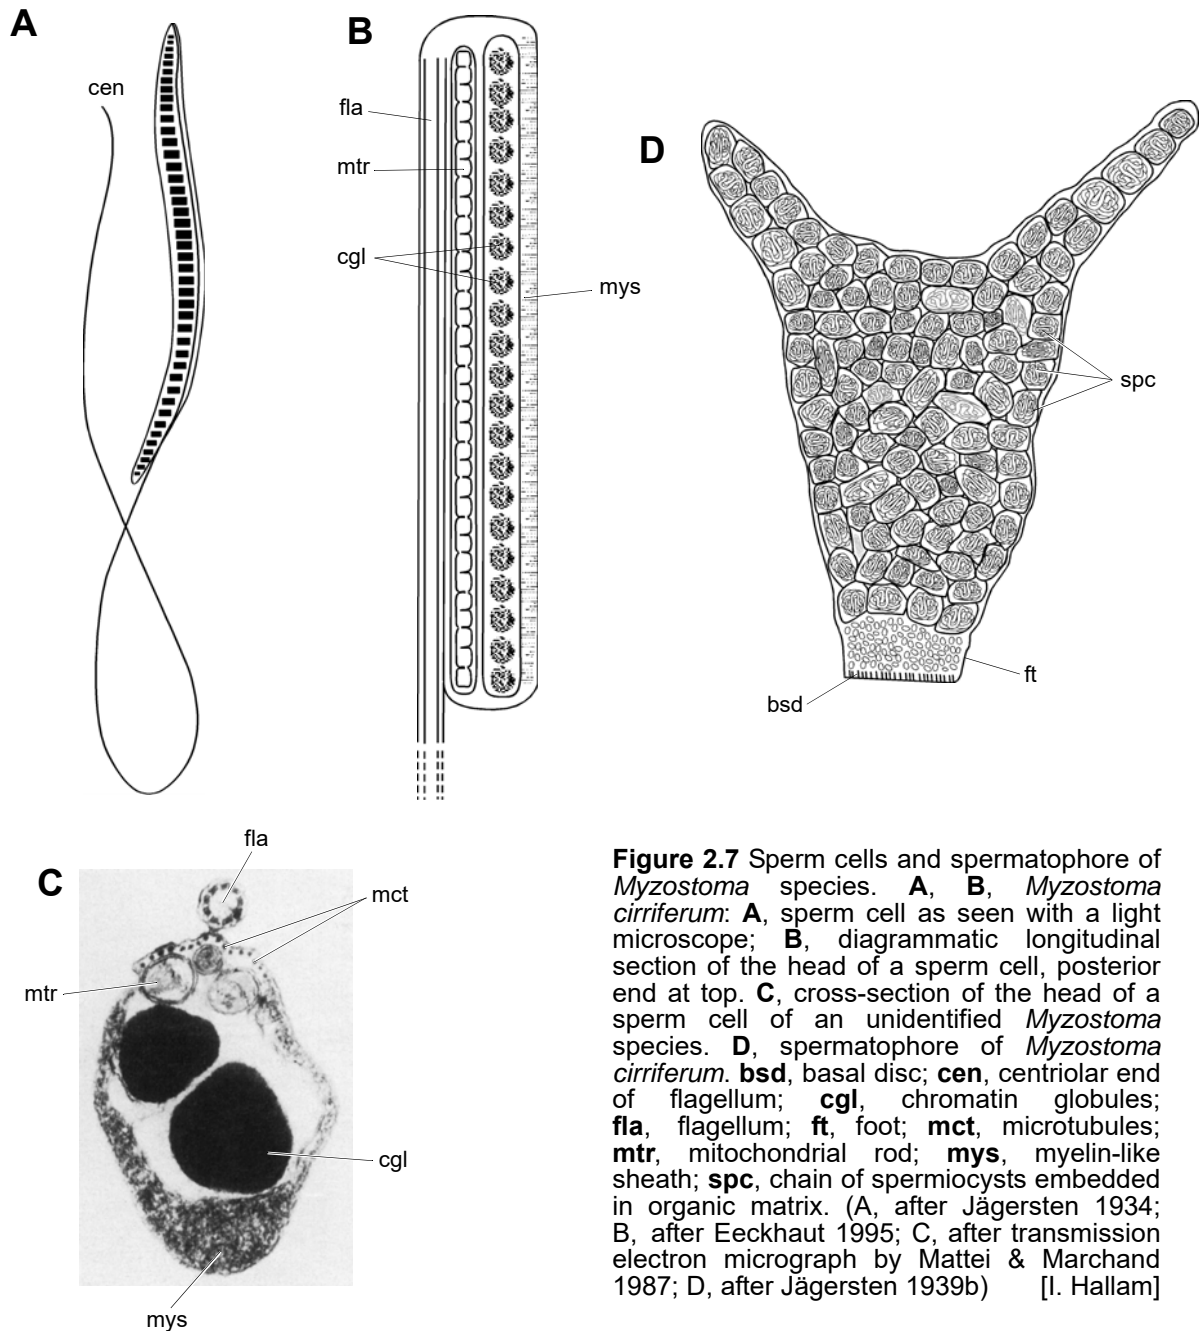 A
cen
B
fla
mtr
cgl
mys
D
spc
ft
bsd
C
fla
mct
mtr
cgl
mys
Figure 2.7 Sperm cells and spermatophore of
Myzostoma species. A, B, Myzostoma
cirriferum: A, sperm cell as seen with a light
microscope; B, diagrammatic longitudinal
section of the head of a sperm cell, posterior
end at top. C, cross-section of the head of a
sperm cell of an unidentified Myzostoma
species. D, spermatophore of Myzostoma
cirriferum. bsd, basal disc; cen, centriolar end
of flagellum; cgl, chromatin globules;
fla, flagellum; ft, foot; mct, microtubules;
mtr, mitochondrial rod; mys, myelin-like
sheath; spc, chain of spermiocysts embedded
in organic matrix. (A, after Jägersten 1934;
B, after Eeckhaut 1995; C, after transmission
electron micrograph by Mattei & Marchand
1987; D, after Jägersten 1939b) [I. Hallam]